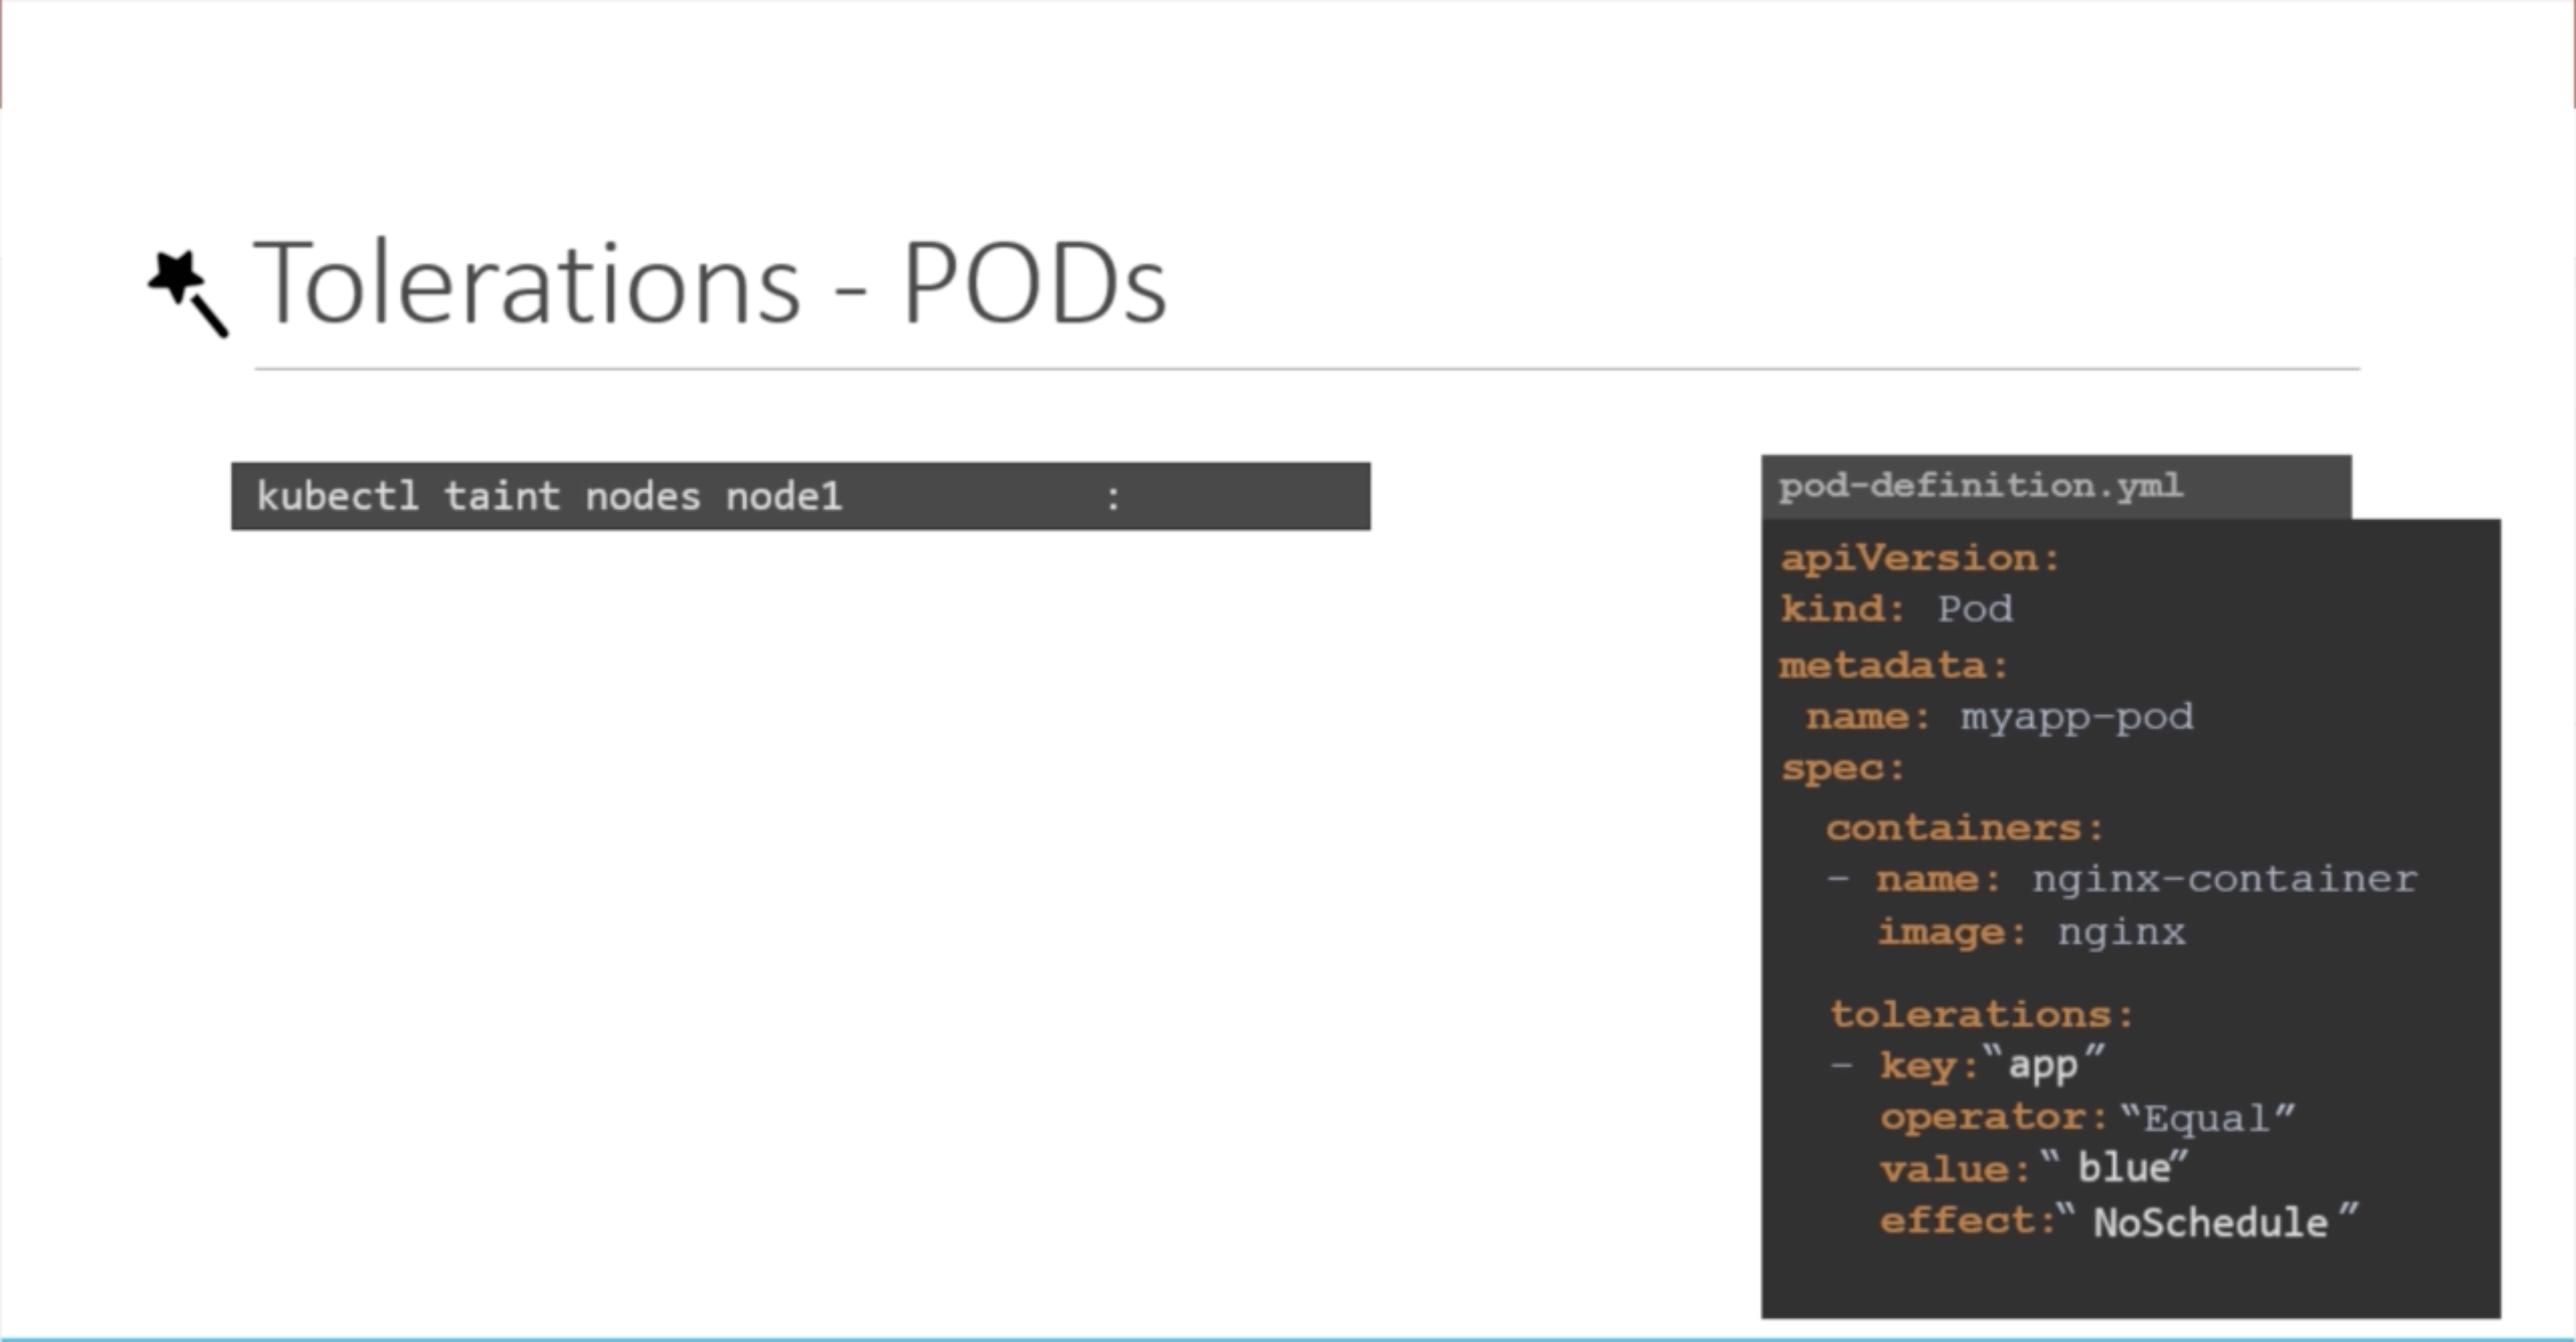 Tolerations - PODs
kubectl taint nodes node1 :
pod-definition.yml
apiVersion:
kind: Pod
metadata:
name: myapp-pod
spec:
containers:
- name: nginx-container
image: nginx
tolerations:
- key:“app”
operator:“Equal”
value:“ blue”
effect:“ NoSchedule ”